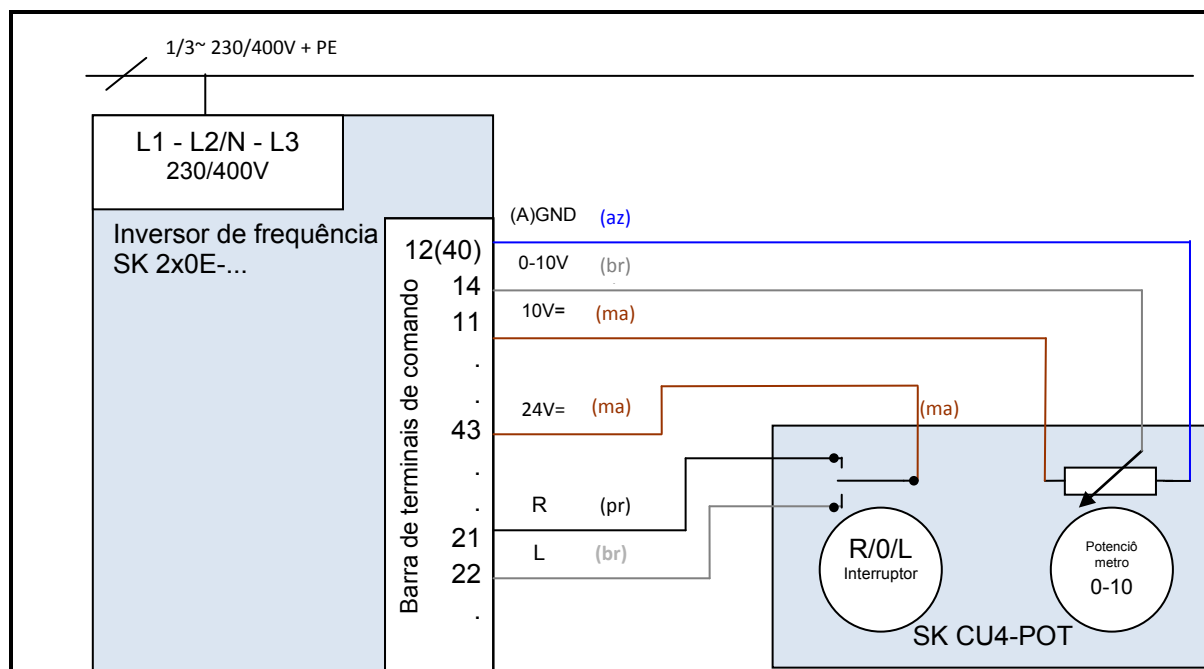 1/3~ 230/400V + PE
L1 - L2/N - L3
230/400V
Inversor de frequência
SK 2x0E-...
Barra de terminais de comando
(A)GND (az)
12(40)
0-10V (br)
14
10V= (ma)
11
.
.
24V= (ma) (ma)
43
.
.
R (pr)
21
L (br)
22
.
R/0/L
Interruptor
Potenciô
metro
0-10
SK CU4-POT